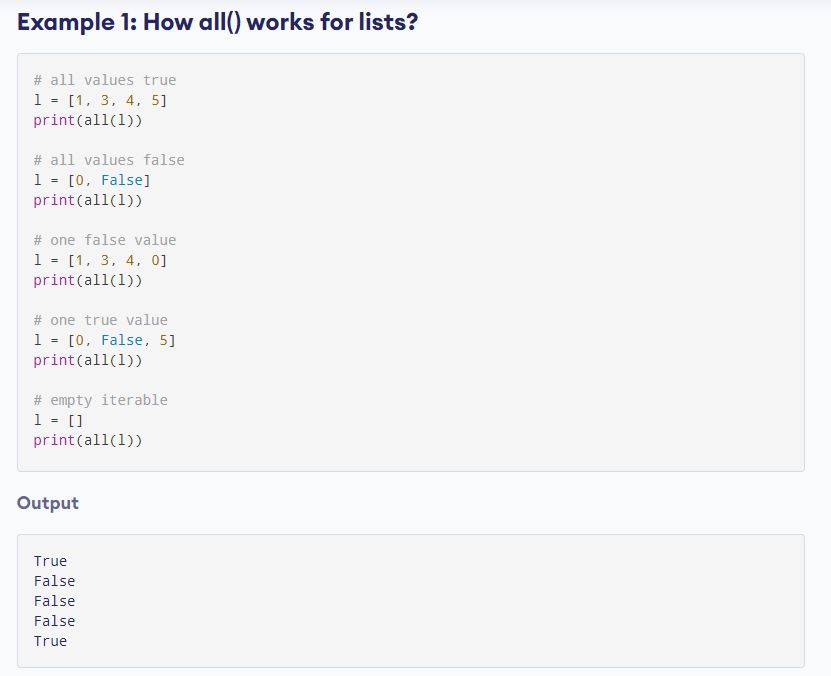 Example 1: How all() works for lists?
# all values true
l = [1, 3, 4, 5]
print(all(l))
# all values false
l = [0, False]
print(all(l))
# one false value
l = [1, 3, 4, 0]
print(all(l))
# one true value
l = [0, False, 5]
print(all(l))
# empty iterable
l = []
print(all(l))
Output
True
False
False
False
True